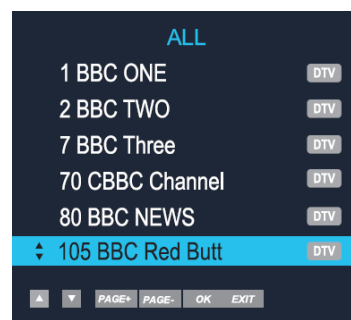 ALL
1 BBC ONE DTV
2 BBC TWO DTV
7 BBC Three DTV
70 CBBC Channel DTV
80 BBC NEWS DTV
105 BBC Red Butt DTV
PAGE+ PAGE- OK EXIT